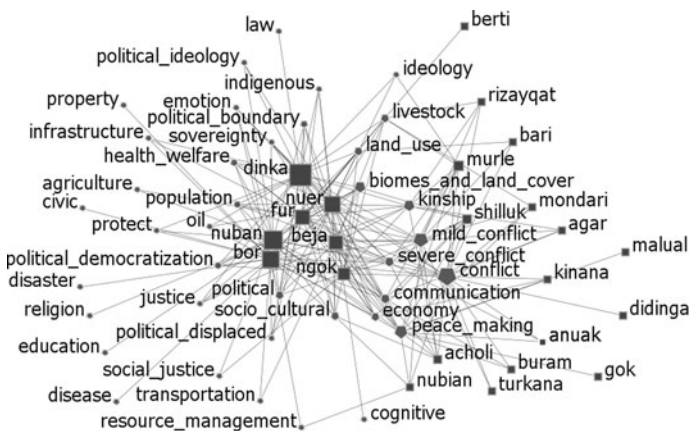 law
berti
political_ideology
ideology
indigenous
property
emotion
livestock
rizayqat
political_boundary
infrastructure
sovereignty
land_use
bari
health_welfare
dinka
murle
biomes_and_land_cover
agriculture
population
nuer
kinship
mondari
civic
fur
shilluk
protect
oil
nuban
beja
mild_conflict
agar
malual
political_democratization
bor
severe_conflict
ngok
conflict
kinana
disaster
justice
political
communication
religion
socio_cultural
economy
didinga
political_displaced
peace_making
anuak
education
acholi
buram
gok
social_justice
nubian
turkana
disease
transportation
resource_management
cognitive